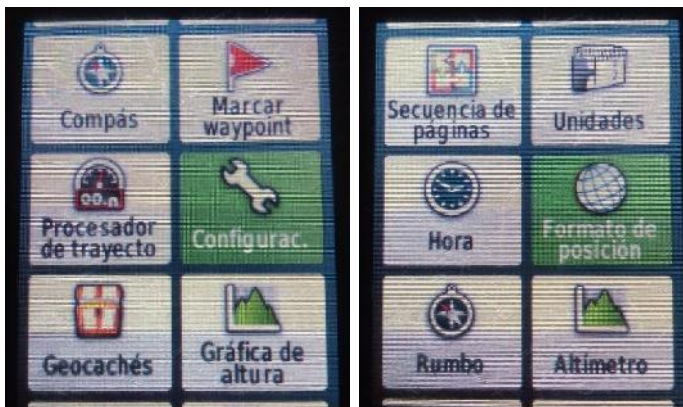 Compás
Marcar
waypoint
Procesador
de trayecto
Configurac.
Geocachés
Gráfica de
altura
Secuencia de
páginas
Unidades
Hora
Formato de
posición
Rumbo
Altímetro